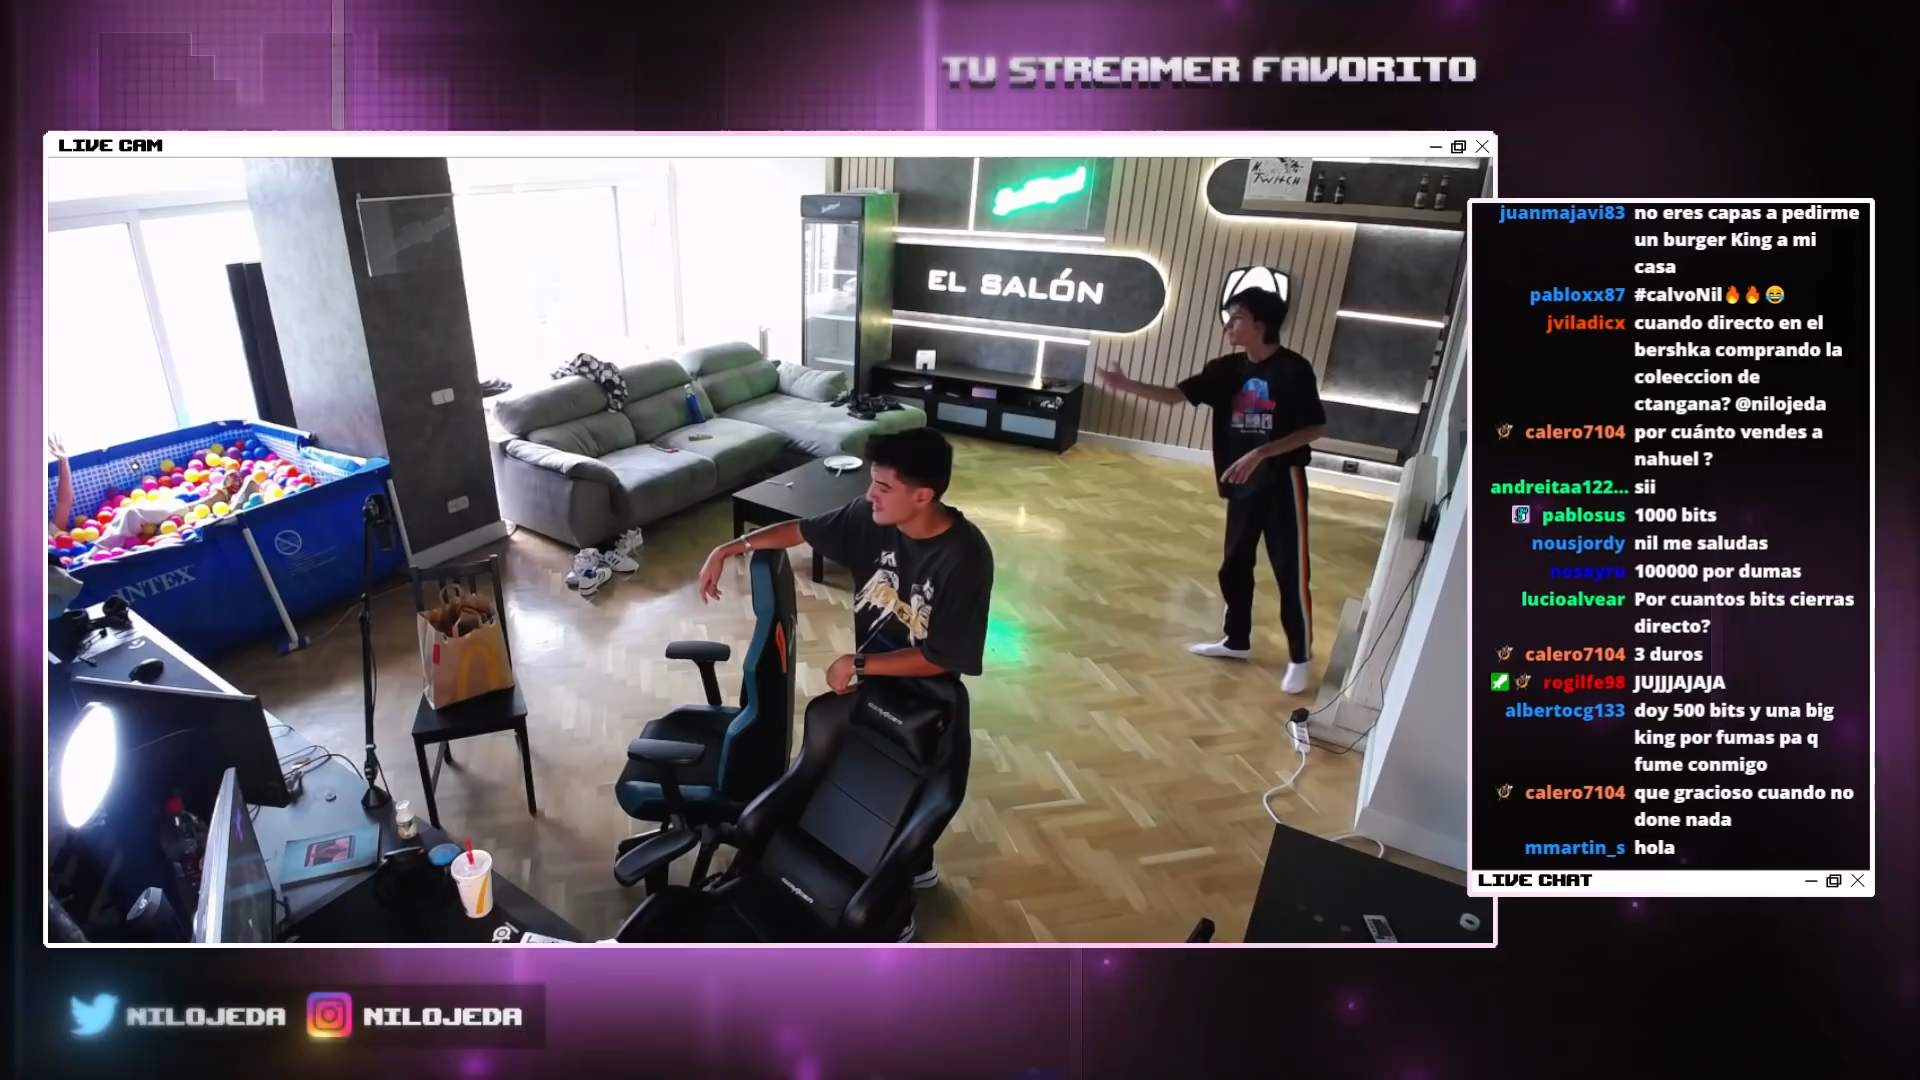 TU STREAMER FAVORITO
LIVE CAM
TWITCH
EL SALÓN
INTEX
juanmajavi83 no eres capas a pedirme
un burger King a mi
casa
pabloxx87 #calvoNil🔥🔥😂
jviladicx cuando directo en el
bershka comprando la
coleeccion de
ctangana? @nilojeda
calero7104 por cuánto vendes a
nahuel ?
andreitaa122... sii
pablosus 1000 bits
nousjordy nil me saludas
nosoyru 100000 por dumas
lucioalvear Por cuantos bits cierras
directo?
calero7104 3 duros
rogilfe98 JUJJJAJAJA
albertocg133 doy 500 bits y una big
king por fumas pa q
fume conmigo
calero7104 que gracioso cuando no
done nada
mmartin_s hola
LIVE CHAT
NILOJEDA NILOJEDA